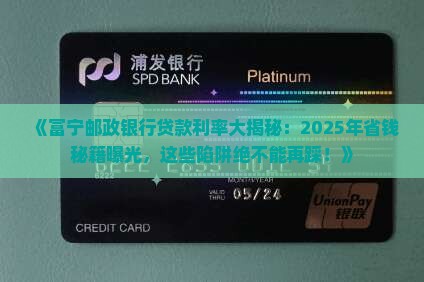 浦发银行
SPD BANK
Platinum
《富宁邮政银行贷款利率大揭秘：2025年省钱
秘籍曝光，这些陷阱绝不能再踩！》
MONTH/YEAR
VALID
THRU
05/24
CREDIT CARD
UnionPay
银联